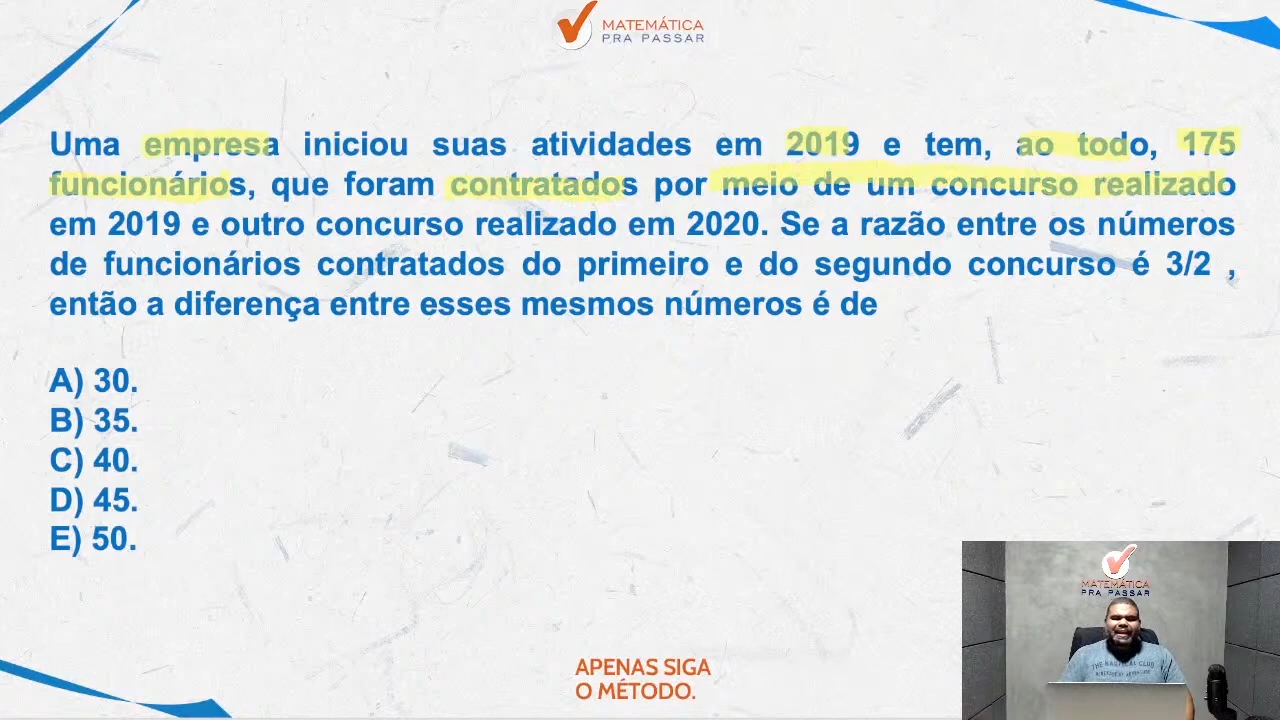 MATEMÁTICA
PRA PASSAR
Uma empresa iniciou suas atividades em 2019 e tem, ao todo, 175
funcionários, que foram contratados por meio de um concurso realizado
em 2019 e outro concurso realizado em 2020. Se a razão entre os números
de funcionários contratados do primeiro e do segundo concurso é 3/2 ,
então a diferença entre esses mesmos números é de
A) 30.
B) 35.
C) 40.
D) 45.
E) 50.
MATEMÁTICA
PRA PASSAR
THE NAUTICAL CLUB
APENAS SIGA
O MÉTODO.